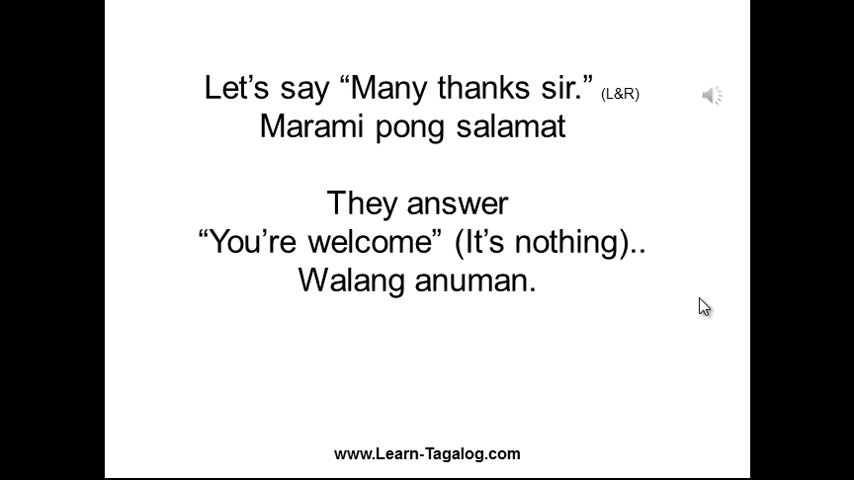 Let’s say “Many thanks sir.” (L&R)
Marami pong salamat
They answer
“You’re welcome” (It’s nothing)..
Walang anuman.
www.Learn-Tagalog.com